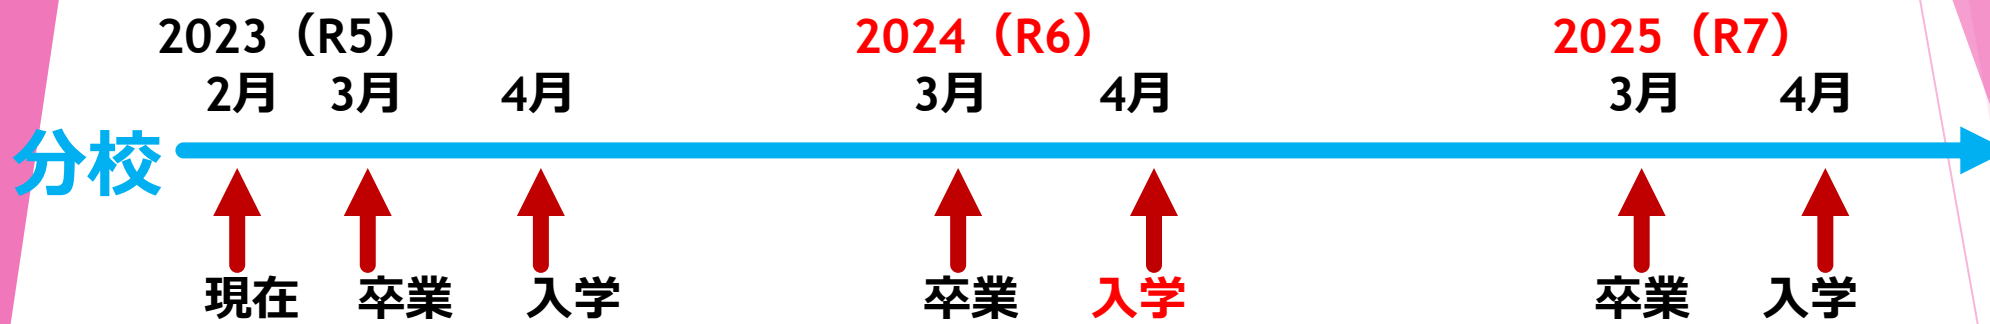 2023（R5） 2024（R6） 2025（R7）
2月 3月 4月 3月 4月 3月 4月
分校
現在 卒業 入学 卒業 入学 卒業 入学